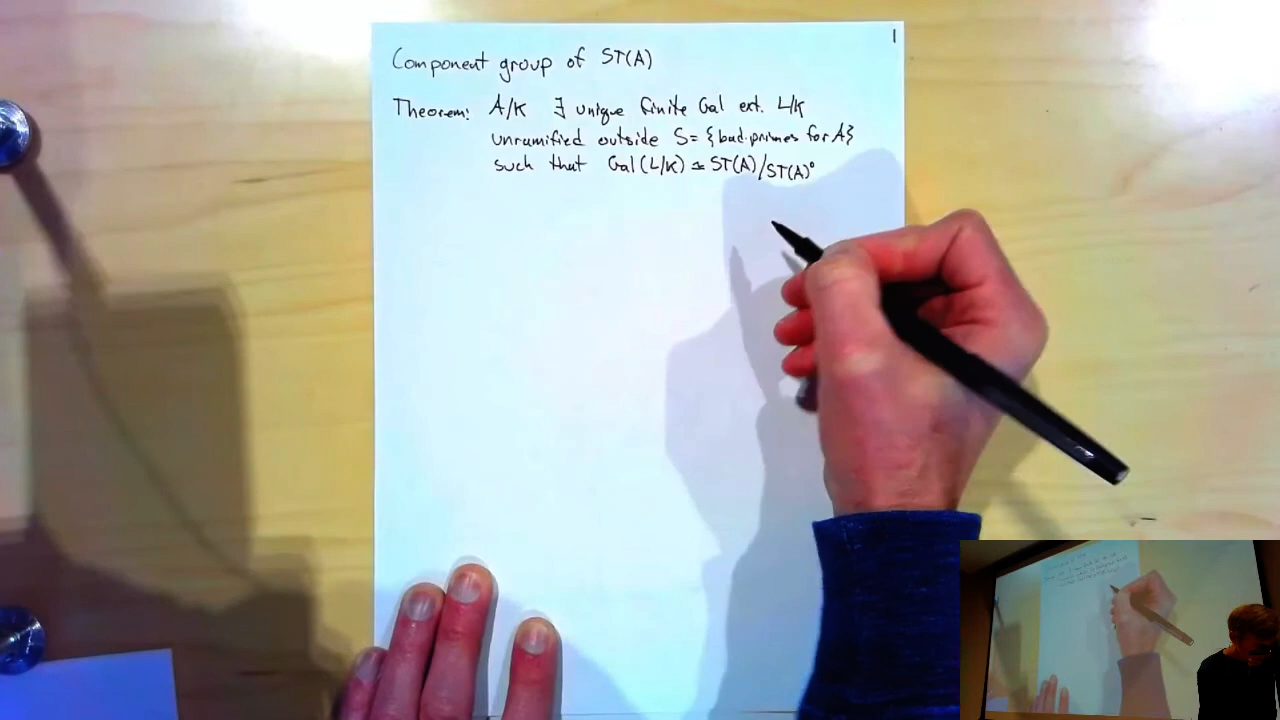 1
Component group of ST(A)
Theorem: A/K ∃ unique finite Gal ext. L/K
unramified outside S = {bad primes for A}
such that Gal(L/K) ≃ ST(A)/ST(A)⁰